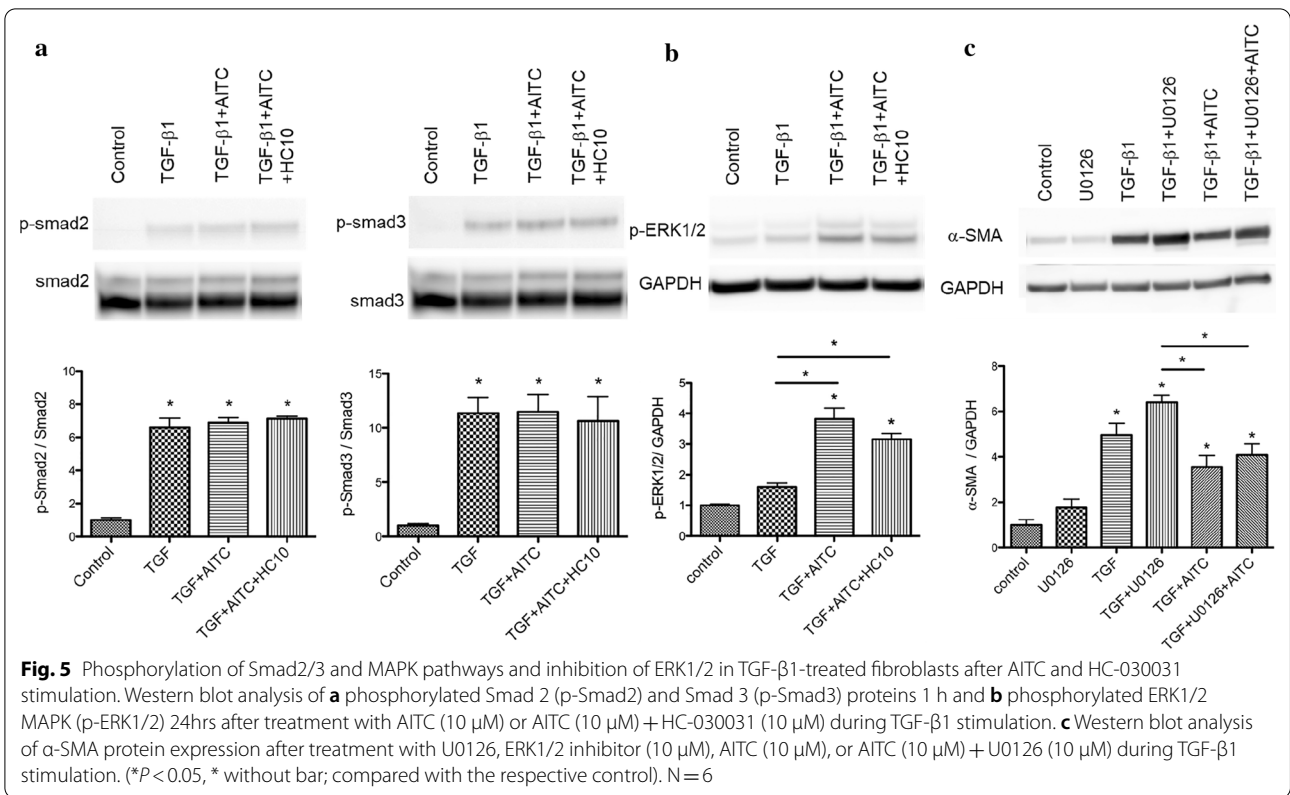 a
b
c
Control
TGF-β1
TGF-β1+AITC
TGF-β1+AITC
+HC10
p-smad2
smad2
Control
TGF-β1
TGF-β1+AITC
TGF-β1+AITC
+HC10
p-smad3
smad3
Control
TGF-β1
TGF-β1+AITC
TGF-β1+AITC
+HC10
p-ERK1/2
GAPDH
Control
U0126
TGF-β1
TGF-β1+U0126
TGF-β1+AITC
TGF-β1+U0126+AITC
α-SMA
GAPDH
p-Smad2 / Smad2
10
8
6
4
2
0
* * *
Control
TGF
TGF+AITC
TGF+AITC+HC10
p-Smad3 / Smad3
15
10
5
0
* * *
Control
TGF
TGF+AITC
TGF+AITC+HC10
p-ERK1/2/ GAPDH
5
4
3
2
1
0
*
*
* *
control
TGF
TGF+AITC
TGF+AITC+HC10
α-SMA / GAPDH
8
6
4
2
0
*
*
* * * *
control
U0126
TGF
TGF+U0126
TGF+AITC
TGF+U0126+AITC
Fig. 5 Phosphorylation of Smad2/3 and MAPK pathways and inhibition of ERK1/2 in TGF-β1-treated fibroblasts after AITC and HC-030031
stimulation. Western blot analysis of a phosphorylated Smad 2 (p-Smad2) and Smad 3 (p-Smad3) proteins 1 h and b phosphorylated ERK1/2
MAPK (p-ERK1/2) 24hrs after treatment with AITC (10 μM) or AITC (10 μM) + HC-030031 (10 μM) during TGF-β1 stimulation. c Western blot analysis
of α-SMA protein expression after treatment with U0126, ERK1/2 inhibitor (10 μM), AITC (10 μM), or AITC (10 μM) + U0126 (10 μM) during TGF-β1
stimulation. (*P < 0.05, * without bar; compared with the respective control). N = 6